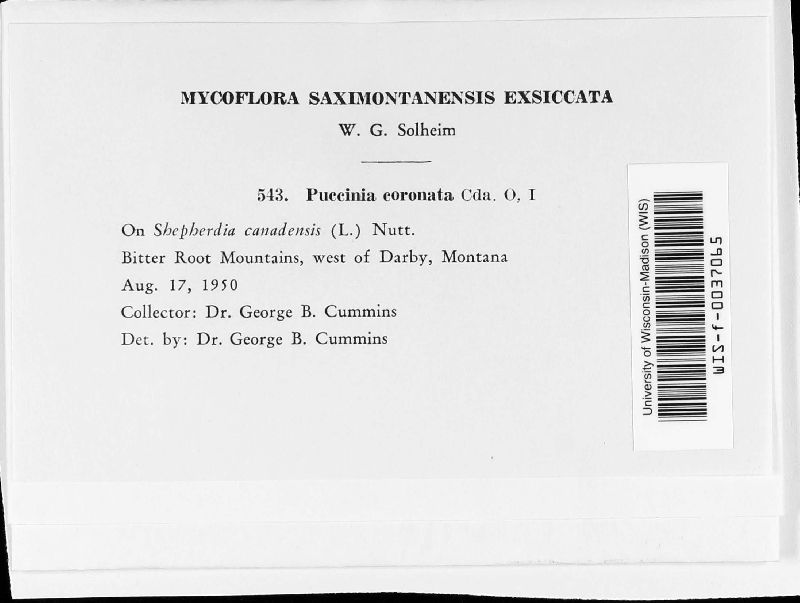 MYCOFLORA SAXIMONTANENSIS EXSICCATA
W. G. Solheim
543. Puccinia coronata Cda. O, I
On Shepherdia canadensis (L.) Nutt.
Bitter Root Mountains, west of Darby, Montana
Aug. 17, 1950
Collector: Dr. George B. Cummins
Det. by: Dr. George B. Cummins
University of Wisconsin-Madison (WIS)
WIS-f-0037065